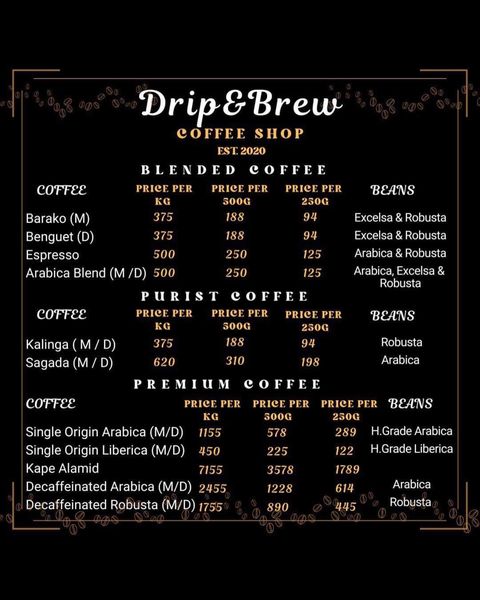 Drip&Brew
COFFEE SHOP
EST. 2020
BLENDED COFFEE
COFFEE PRICE PER KG PRICE PER 500G PRICE PER 250G BEANS
Barako (M) 375 188 94 Excelsa & Robusta
Benguet (D) 375 188 94 Excelsa & Robusta
Espresso 500 250 125 Arabica & Robusta
Arabica Blend (M /D) 500 250 125 Arabica, Excelsa & Robusta
PURIST COFFEE
COFFEE PRICE PER KG PRICE PER 500G PRICE PER 250G BEANS
Kalinga ( M / D) 375 188 94 Robusta
Sagada (M / D) 620 310 198 Arabica
PREMIUM COFFEE
COFFEE PRICE PER KG PRICE PER 500G PRICE PER 250G BEANS
Single Origin Arabica (M/D) 1155 578 289 H.Grade Arabica
Single Origin Liberica (M/D) 450 225 122 H.Grade Liberica
Kape Alamid 7155 3578 1789
Decaffeinated Arabica (M/D) 2455 1228 614 Arabica
Decaffeinated Robusta (M/D) 1755 890 445 Robusta